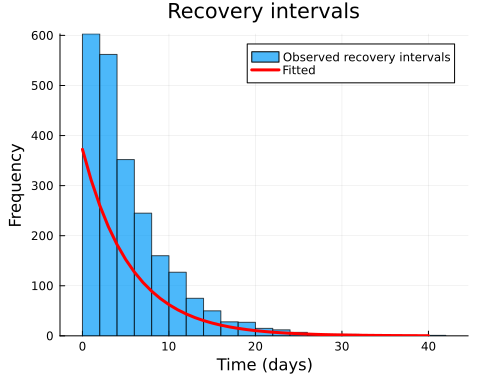 Recovery intervals
Observed recovery intervals
Fitted
Frequency
600
500
400
300
200
100
0
0 10 20 30 40
Time (days)